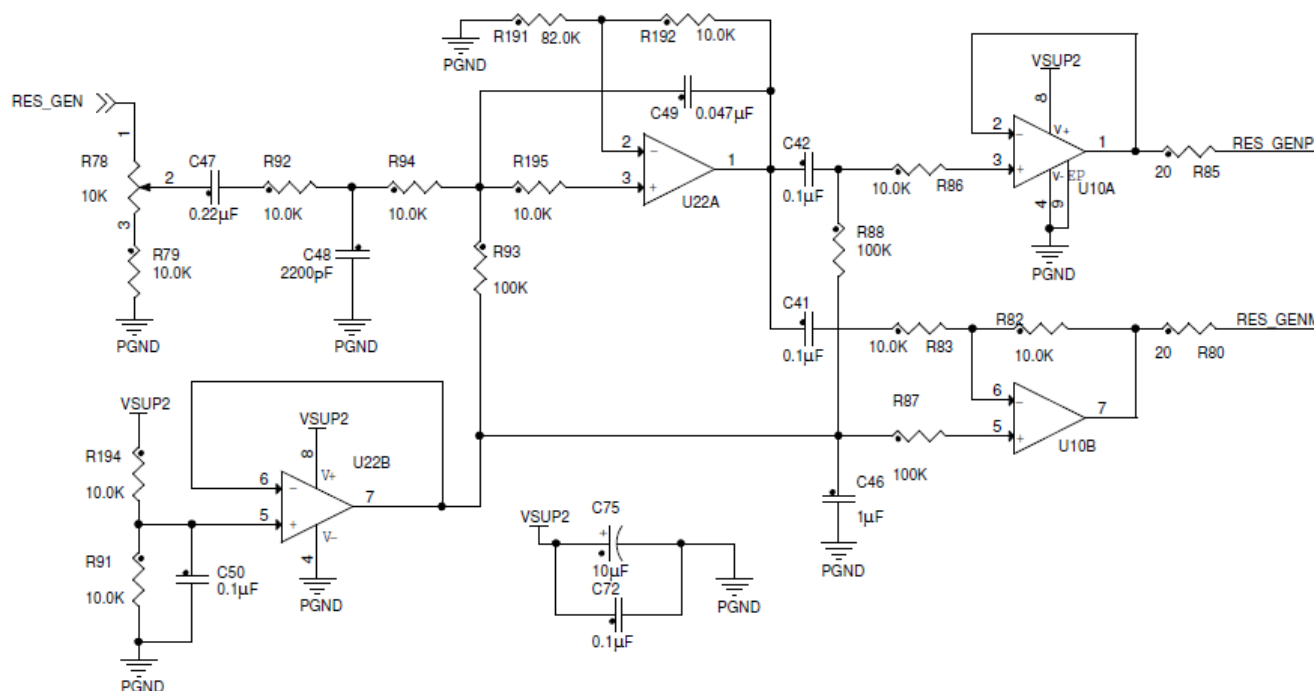 R191
82.0K
R192
10.0K
PGND
VSUP2
RES_GEN
C49
0.047µF
8
1
2
V+
1
RES_GENP
R78
C47
R92
R94
R195
2
1
C42
3
V- EP
U10A
20
R85
10K
2
3
U22A
10.0K
R86
4
9
3
0.22µF
10.0K
10.0K
10.0K
0.1µF
R79
10.0K
C48
2200pF
R93
100K
R88
100K
PGND
C41
R82
RES_GENM
PGND
PGND
0.1µF
10.0K
R83
10.0K
20
R80
VSUP2
VSUP2
R87
6
7
5
R194
8
V+
U22B
100K
U10B
10.0K
6
7
C46
5
VSUP2
C75
1µF
R91
V-
4
10µF
10.0K
C50
0.1µF
C72
PGND
PGND
PGND
0.1µF
PGND